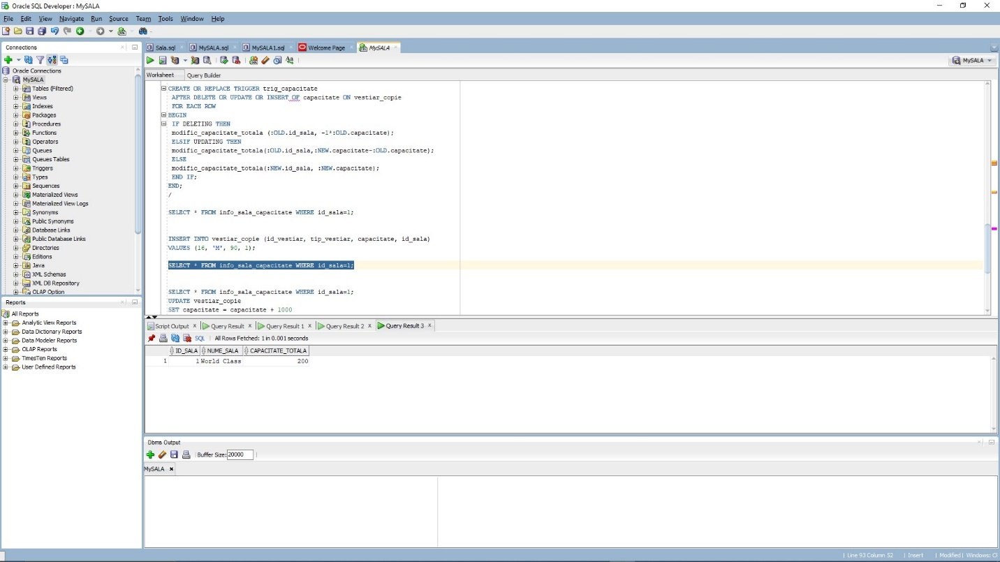 Oracle SQL Developer : MySALA
File Edit View Navigate Run Source Team Tools Window Help
Connections
Sala.sql MySALA.sql MySALA1.sql Welcome Page MySALA
MySALA
Oracle Connections
MySALA
Tables (Filtered)
Views
Indexes
Packages
Procedures
Functions
Operators
Queues
Queues Tables
Triggers
Types
Sequences
Materialized Views
Materialized View Logs
Synonyms
Public Synonyms
Database Links
Public Database Links
Directories
Editions
Java
XML Schemas
XML DB Repository
OLAP Option
Reports
All Reports
Analytic View Reports
Data Dictionary Reports
Data Modeler Reports
OLAP Reports
TimesTen Reports
User Defined Reports
Worksheet Query Builder
CREATE OR REPLACE TRIGGER trig_capacitate
AFTER DELETE OR UPDATE OR INSERT OF capacitate ON vestiar_copie
FOR EACH ROW
BEGIN
IF DELETING THEN
modific_capacitate_totala (:OLD.id_sala, -1*:OLD.capacitate);
ELSIF UPDATING THEN
modific_capacitate_totala(:OLD.id_sala,:NEW.capacitate-:OLD.capacitate);
ELSE
modific_capacitate_totala(:NEW.id_sala, :NEW.capacitate);
END IF;
END;
/
SELECT * FROM info_sala_capacitate WHERE id_sala=1;
INSERT INTO vestiar_copie (id_vestiar, tip_vestiar, capacitate, id_sala)
VALUES (16, 'M', 90, 1);
SELECT * FROM info_sala_capacitate WHERE id_sala=1;
SELECT * FROM info_sala_capacitate WHERE id_sala=1;
UPDATE vestiar_copie
SET capacitate = capacitate + 1000
Script Output Query Result Query Result 1 Query Result 2 Query Result 3
SQL All Rows Fetched: 1 in 0.001 seconds
ID_SALA NUME_SALA CAPACITATE_TOTALA
1 1 World Class 200
Dbms Output
Buffer Size: 20000
MySALA
Line 93 Column 52 Insert Modified Windows: Cl